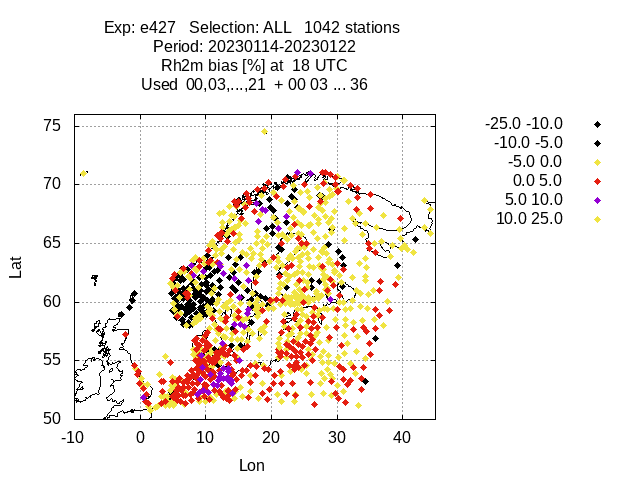 Exp: e427   Selection: ALL   1042 stations
Period: 20230114-20230122
Rh2m bias [%] at  18 UTC
Used  00,03,...,21  + 00 03 ... 36
-25.0 -10.0
-10.0 -5.0
-5.0 0.0
0.0 5.0
5.0 10.0
10.0 25.0
75
70
65
60
55
50
Lat
-10 0 10 20 30 40
Lon